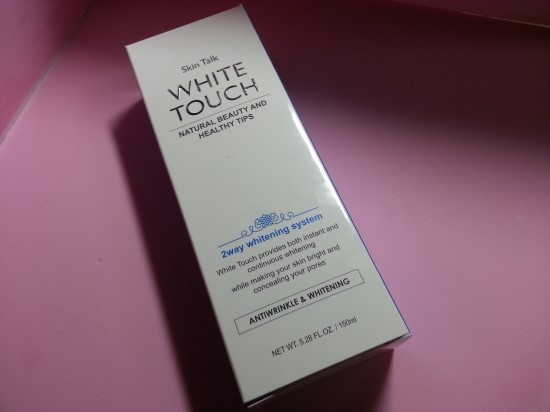 Skin Talk
WHITE
TOUCH
NATURAL BEAUTY AND
HEALTHY TIPS
2way whitening system
White Touch provides both instant and
continuous whitening
while making your skin bright and
concealing your pores
ANTIWRINKLE & WHITENING
NET WT. 5.28 FL.OZ. / 150ml